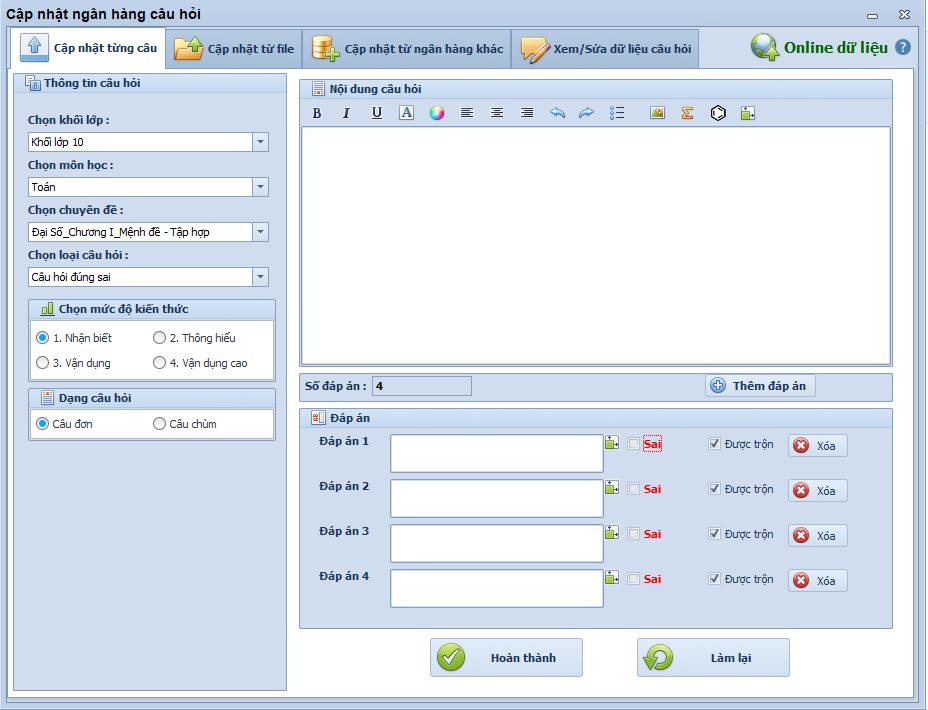 Cập nhật ngân hàng câu hỏi
Cập nhật từng câu
Cập nhật từ file
Cập nhật từ ngân hàng khác
Xem/Sửa dữ liệu câu hỏi
Online dữ liệu ?
Thông tin câu hỏi
Chọn khối lớp :
Khối lớp 10
Chọn môn học :
Toán
Chọn chuyên đề :
Đại Số_Chương I_Mệnh đề - Tập hợp
Chọn loại câu hỏi :
Câu hỏi đúng sai
Chọn mức độ kiến thức
1. Nhận biết 2. Thông hiểu
3. Vận dụng 4. Vận dụng cao
Dạng câu hỏi
Câu đơn Câu chùm
Nội dung câu hỏi
B I U A Σ
Số đáp án : 4 Thêm đáp án
Đáp án
Đáp án 1 Sai Được trộn Xóa
Đáp án 2 Sai Được trộn Xóa
Đáp án 3 Sai Được trộn Xóa
Đáp án 4 Sai Được trộn Xóa
Hoàn thành Làm lại